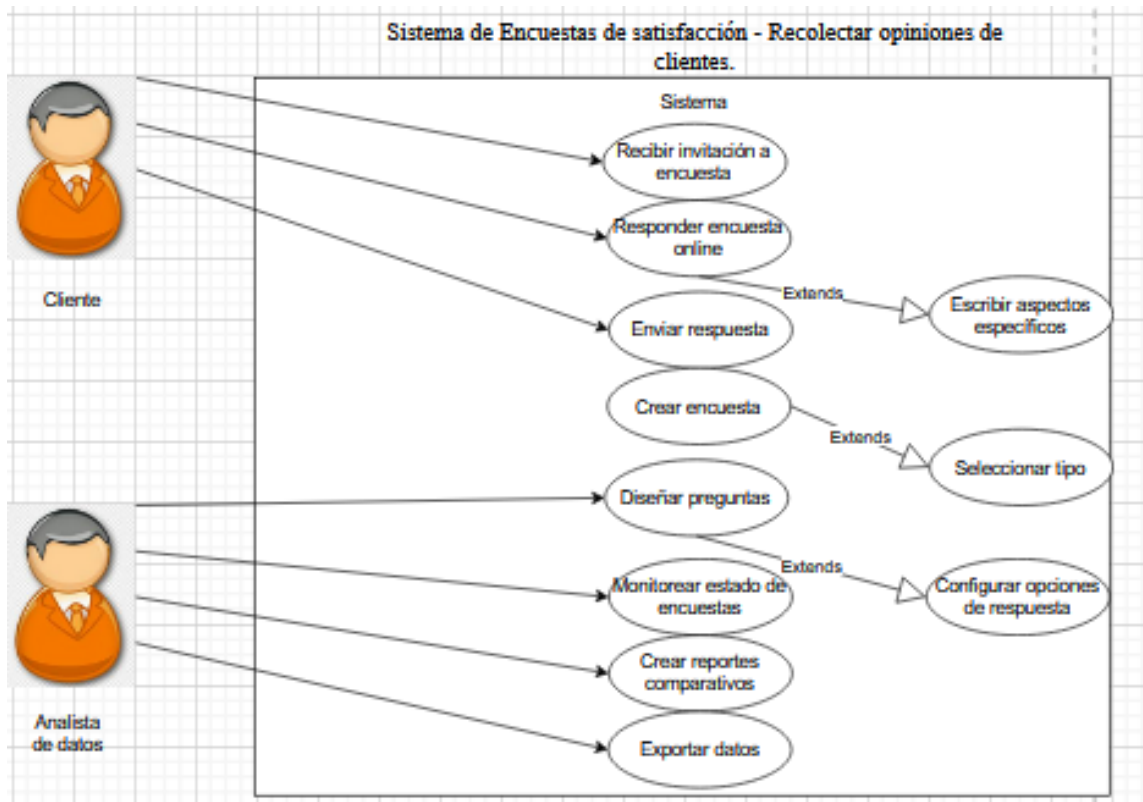 Sistema de Encuestas de satisfacción - Recolectar opiniones de
clientes.
Sistema
Recibir invitación a
encuesta
Responder encuesta
online
Extends
Escribir aspectos
específicos
Cliente
Enviar respuesta
Crear encuesta
Extends
Seleccionar tipo
Diseñar preguntas
Extends
Configurar opciones
de respuesta
Monitorear estado de
encuestas
Crear reportes
comparativos
Analista
de datos
Exportar datos